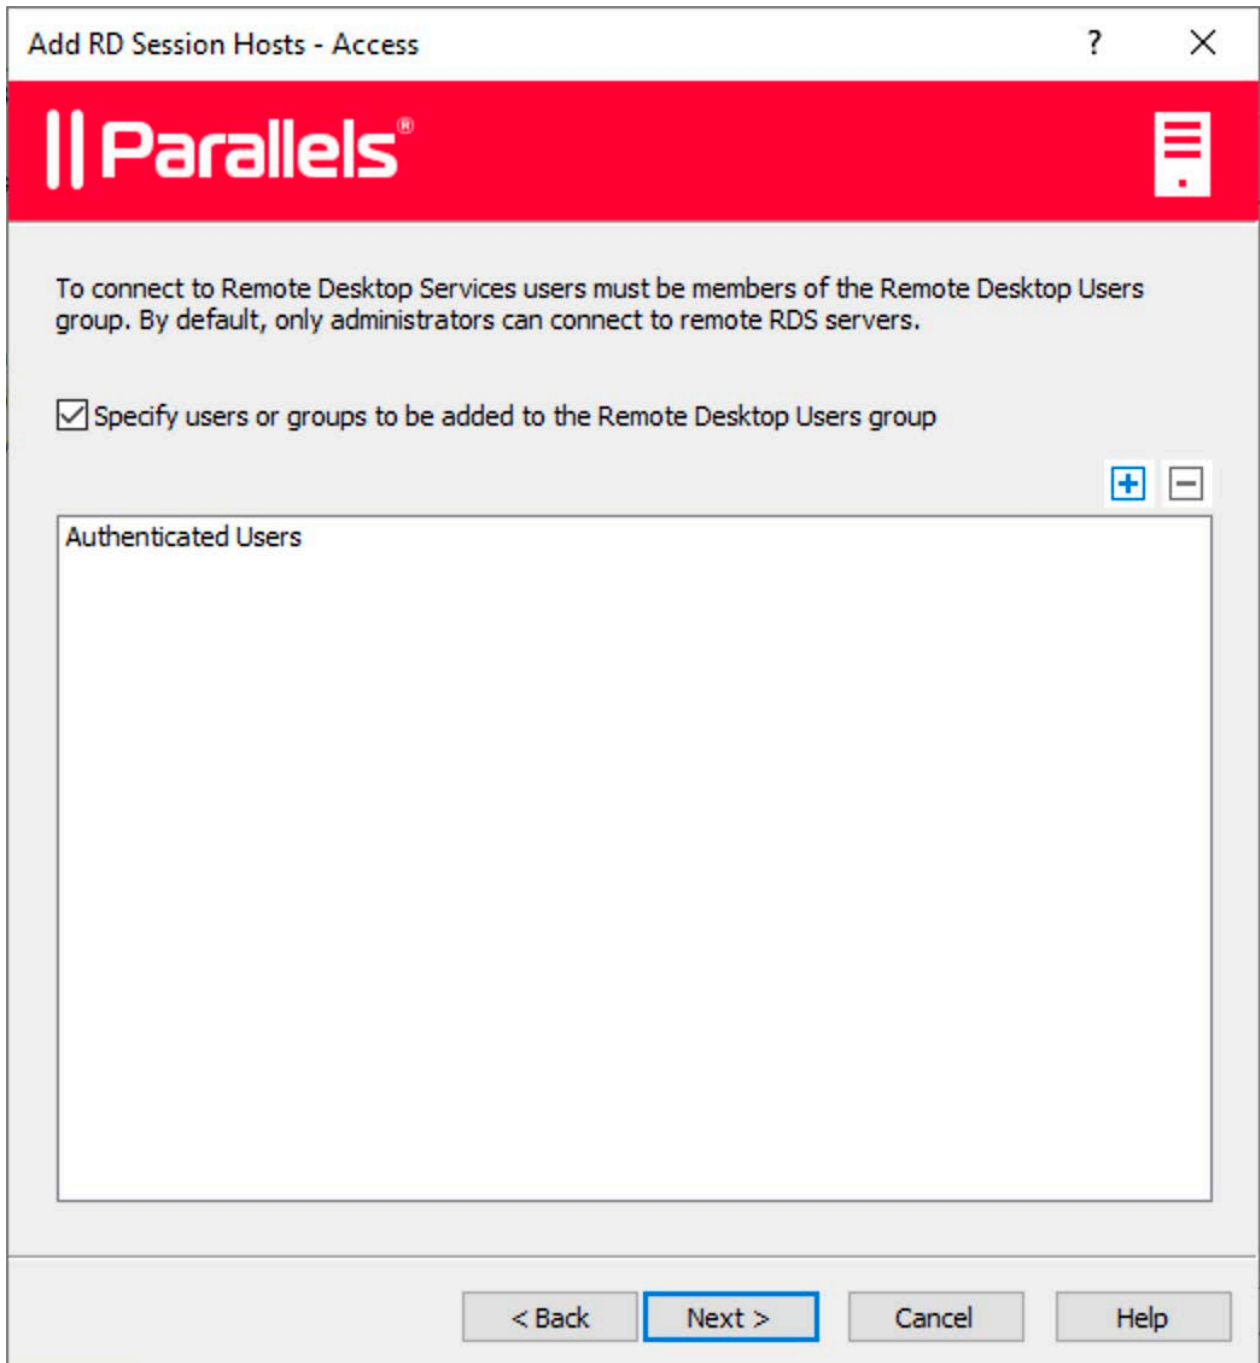 Add RD Session Hosts - Access
?
Parallels®
To connect to Remote Desktop Services users must be members of the Remote Desktop Users
group. By default, only administrators can connect to remote RDS servers.
Specify users or groups to be added to the Remote Desktop Users group
Authenticated Users
< Back
Next >
Cancel
Help